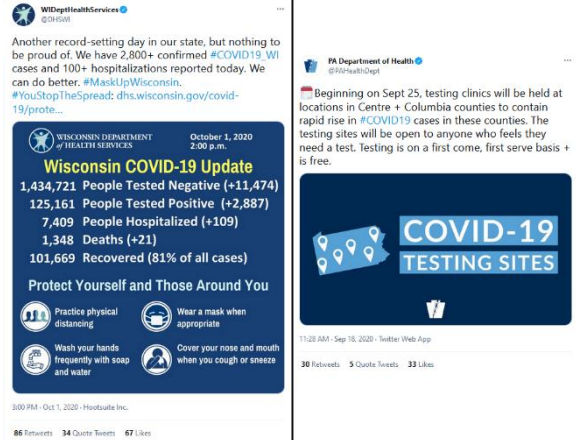 WIDeptHealthServices
@DHSWI
Another record-setting day in our state, but nothing to
be proud of. We have 2,800+ confirmed #COVID19_WI
cases and 100+ hospitalizations reported today. We
can do better. #MaskUpWisconsin.
#YouStopTheSpread: dhs.wisconsin.gov/covid-
19/prote...
WISCONSIN DEPARTMENT
of HEALTH SERVICES
October 1, 2020
2:00 p.m.
Wisconsin COVID-19 Update
1,434,721 People Tested Negative (+11,474)
125,161 People Tested Positive (+2,887)
7,409 People Hospitalized (+109)
1,348 Deaths (+21)
101,669 Recovered (81% of all cases)
Protect Yourself and Those Around You
Practice physical
distancing
Wear a mask when
appropriate
Wash your hands
frequently with soap
and water
Cover your nose and mouth
when you cough or sneeze
3:00 PM · Oct 1, 2020 · Hootsuite Inc.
86 Retweets 34 Quote Tweets 67 Likes
PA Department of Health
@PAHealthDept
Beginning on Sept 25, testing clinics will be held at
locations in Centre + Columbia counties to contain
rapid rise in #COVID19 cases in these counties. The
testing sites will be open to anyone who feels they
need a test. Testing is on a first come, first serve basis +
is free.
COVID-19
TESTING SITES
11:28 AM · Sep 18, 2020 · Twitter Web App
30 Retweets 5 Quote Tweets 33 Likes